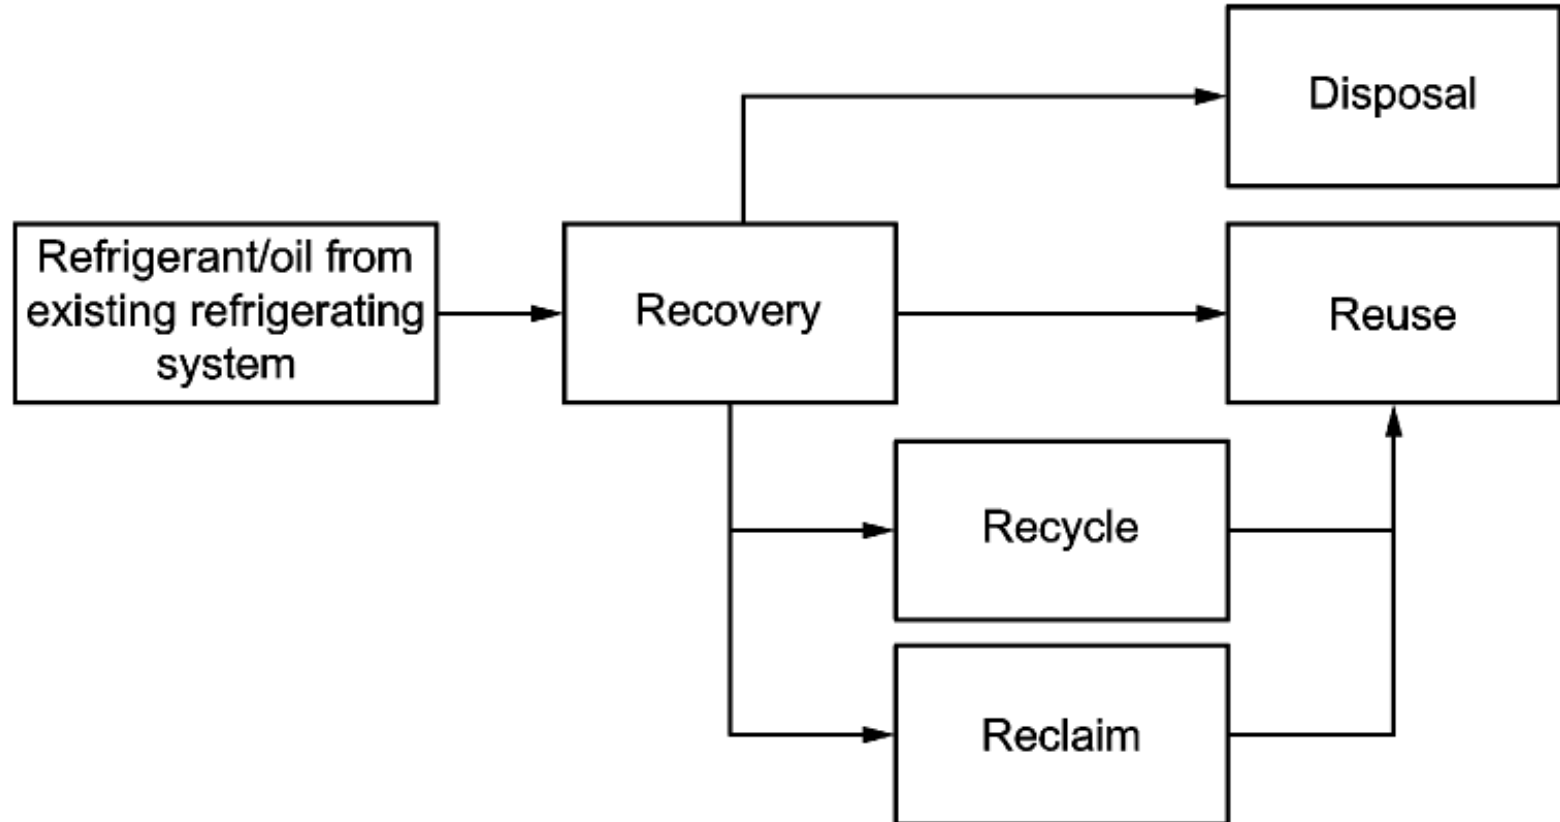 Disposal
Refrigerant/oil from
existing refrigerating
system
Recovery
Reuse
Recycle
Reclaim